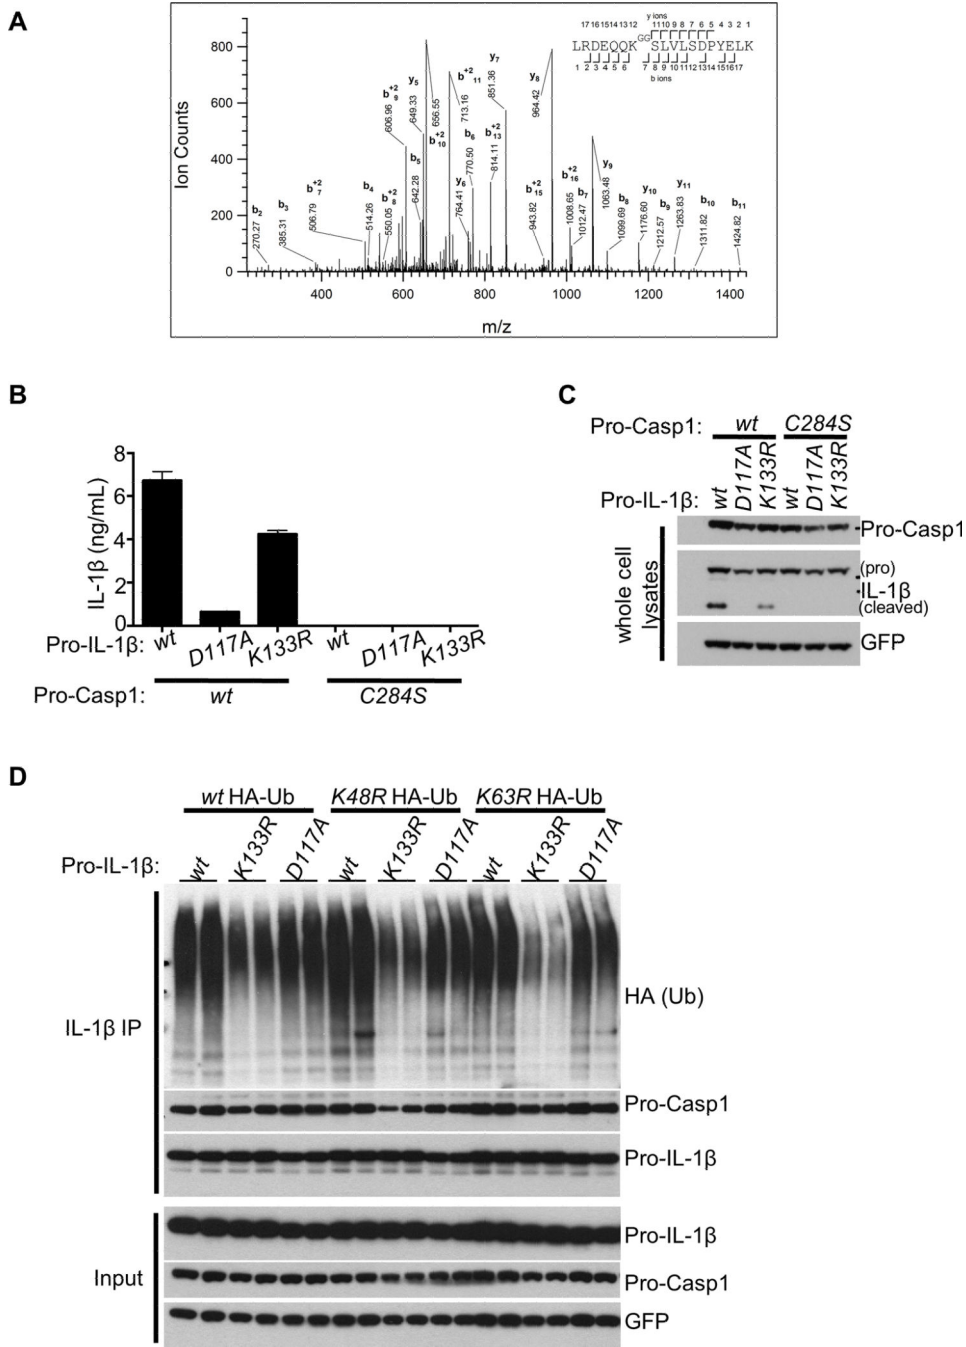 A
y ions
17 16 15 14 13 12 11 10 9 8 7 6 5 4 3 2 1
LRDEQQK GG SLVLSDPYELK
1 2 3 4 5 6 7 8 9 10 11 12 13 14 15 16 17
b ions
Ion Counts
800
600
400
200
0
b2 270.27
b3 385.31
b7+2 506.79
b4 514.26
b8+2 550.05
b9+2 606.96
b5 642.28
y5 649.33
b10+2 656.55
b11+2 713.16
y6 764.41
b6 770.50
b13+2 814.11
y7 851.36
b15+2 943.82
y8 964.42
b16+2 1008.65
b7 1012.47
y9 1063.48
b8 1099.69
y10 1176.60
b9 1212.57
y11 1263.83
b10 1311.82
b11 1424.82
400 600 800 1000 1200 1400
m/z
B
IL-1β (ng/mL)
8
6
4
2
0
Pro-IL-1β: wt D117A K133R wt D117A K133R
Pro-Casp1: wt C284S
C
Pro-Casp1: wt C284S
Pro-IL-1β: wt D117A K133R wt D117A K133R
whole cell lysates
Pro-Casp1
(pro)
IL-1β
(cleaved)
GFP
D
wt HA-Ub K48R HA-Ub K63R HA-Ub
Pro-IL-1β: wt K133R D117A wt K133R D117A wt K133R D117A
IL-1β IP
HA (Ub)
Pro-Casp1
Pro-IL-1β
Input
Pro-IL-1β
Pro-Casp1
GFP